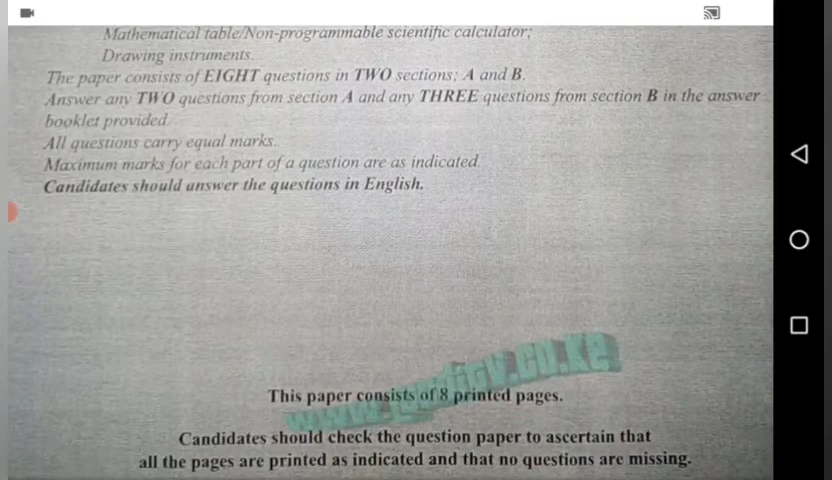 Mathematical table/Non-programmable scientific calculator;
Drawing instruments.
The paper consists of EIGHT questions in TWO sections; A and B.
Answer any TWO questions from section A and any THREE questions from section B in the answer
booklet provided.
All questions carry equal marks.
Maximum marks for each part of a question are as indicated.
Candidates should answer the questions in English.
This paper consists of 8 printed pages.
Candidates should check the question paper to ascertain that
all the pages are printed as indicated and that no questions are missing.